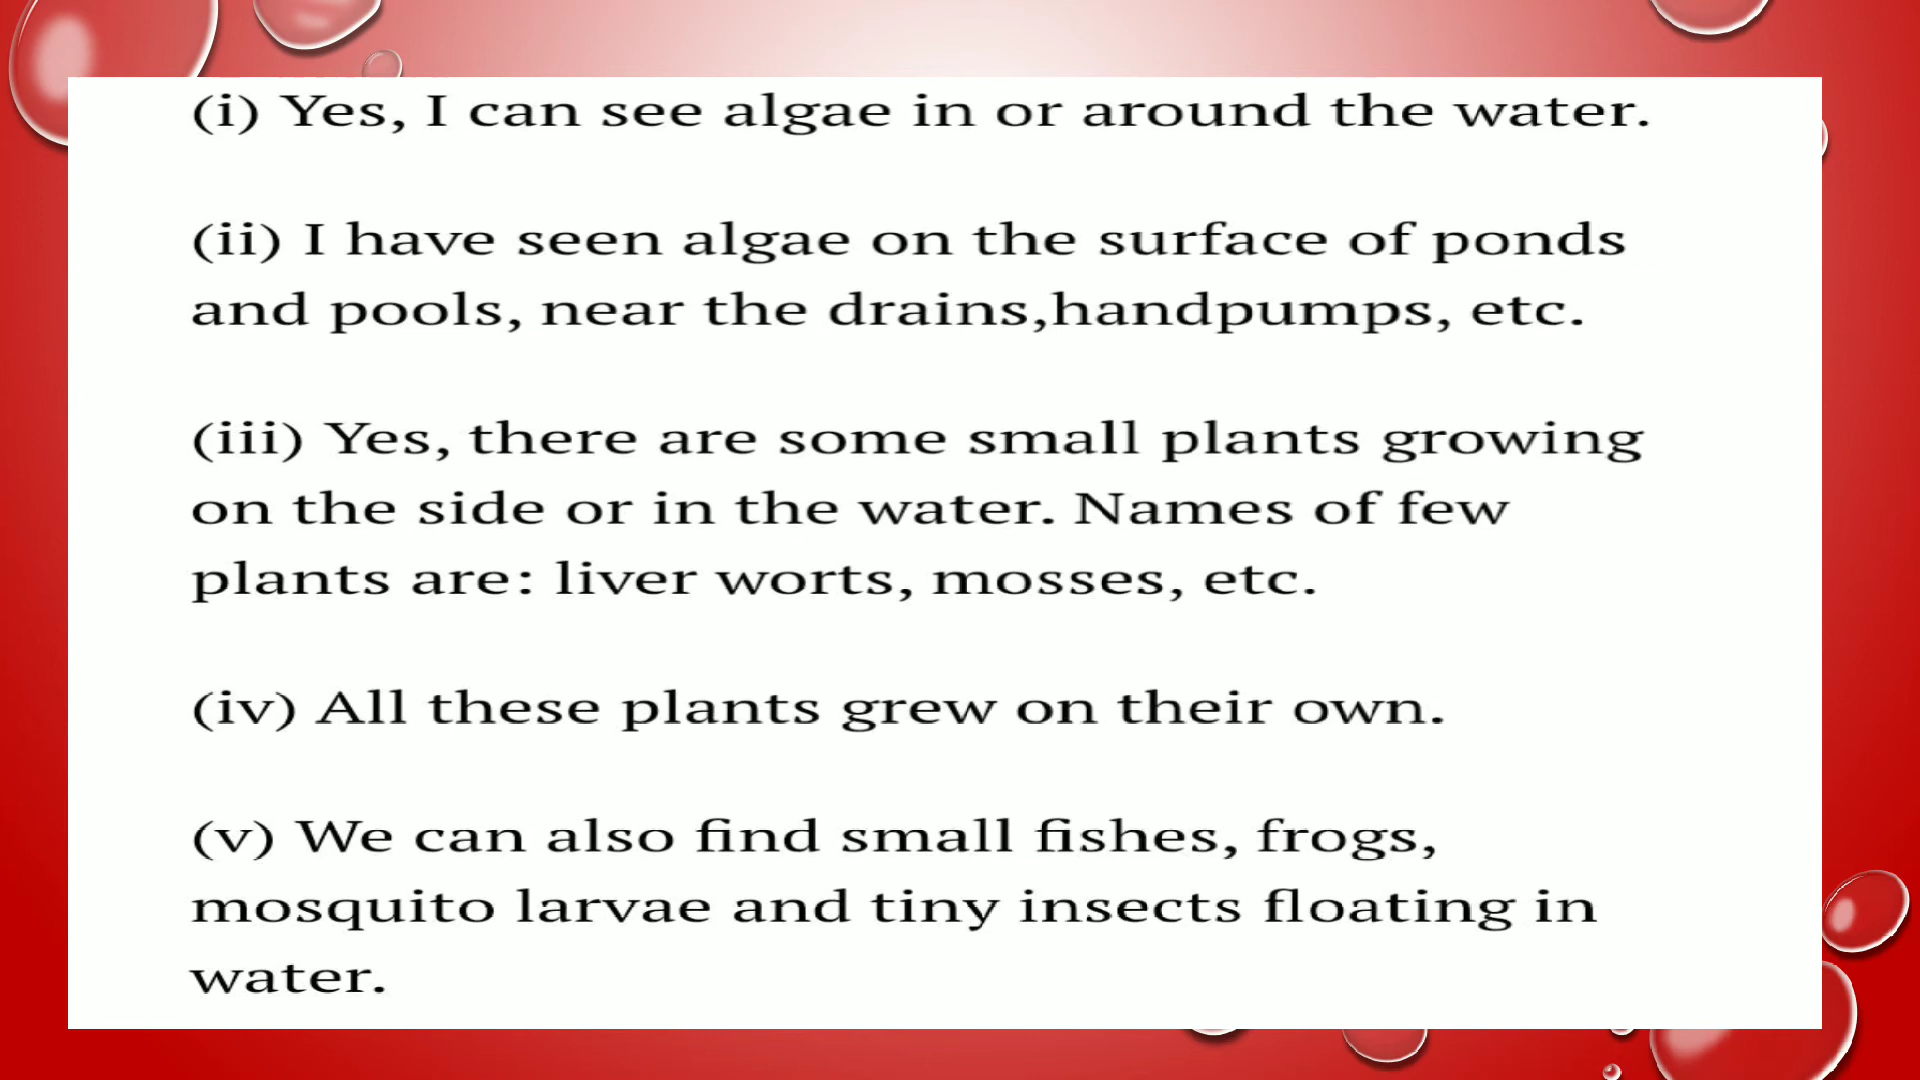 (i) Yes, I can see algae in or around the water.
(ii) I have seen algae on the surface of ponds
and pools, near the drains,handpumps, etc.
(iii) Yes, there are some small plants growing
on the side or in the water. Names of few
plants are: liver worts, mosses, etc.
(iv) All these plants grew on their own.
(v) We can also find small fishes, frogs,
mosquito larvae and tiny insects floating in
water.